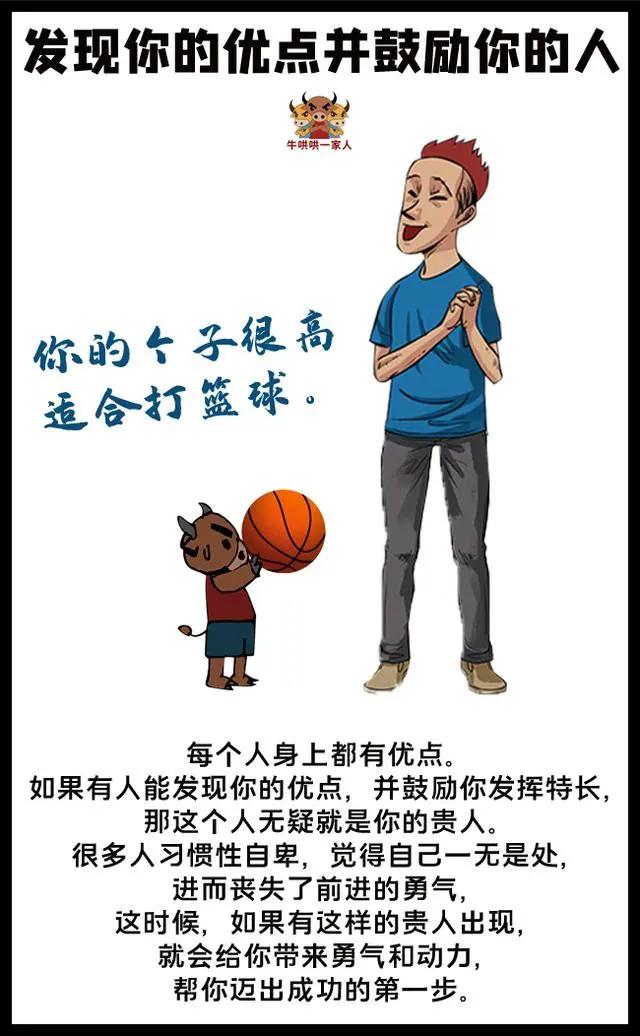 发现你的优点并鼓励你的人
牛哄哄一家人
你的个子很高
适合打篮球。
每个人身上都有优点。
如果有人能发现你的优点，并鼓励你发挥特长，
那这个人无疑就是你的贵人。
很多人习惯性自卑，觉得自己一无是处，
进而丧失了前进的勇气，
这时候，如果有这样的贵人出现，
就会给你带来勇气和动力，
帮你迈出成功的第一步。